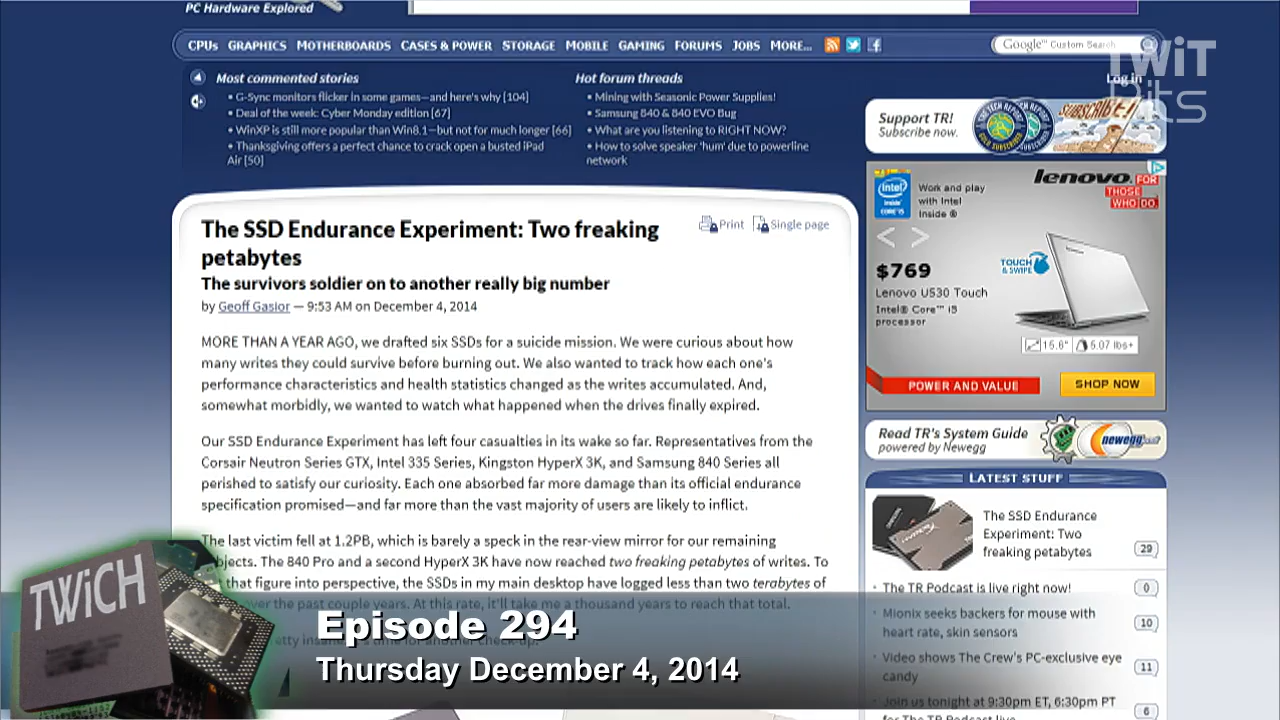 PC Hardware Explored
CPUs GRAPHICS MOTHERBOARDS CASES & POWER STORAGE MOBILE GAMING FORUMS JOBS MORE...
Google™ Custom Search
TWiT
bits
Log in
Most commented stories
G-Sync monitors flicker in some games—and here's why [104]
Deal of the week: Cyber Monday edition [67]
WinXP is still more popular than Win8.1—but not for much longer [66]
Thanksgiving offers a perfect chance to crack open a busted iPad
Air [50]
Hot forum threads
Mining with Seasonic Power Supplies!
Samsung 840 & 840 EVO Bug
What are you listening to RIGHT NOW?
How to solve speaker 'hum' due to powerline
network
Support TR!
Subscribe now.
SUBSCRIBE!
The SSD Endurance Experiment: Two freaking
petabytes
Print Single page
The survivors soldier on to another really big number
by Geoff Gasior — 9:53 AM on December 4, 2014
MORE THAN A YEAR AGO, we drafted six SSDs for a suicide mission. We were curious about how
many writes they could survive before burning out. We also wanted to track how each one's
performance characteristics and health statistics changed as the writes accumulated. And,
somewhat morbidly, we wanted to watch what happened when the drives finally expired.
Our SSD Endurance Experiment has left four casualties in its wake so far. Representatives from the
Corsair Neutron Series GTX, Intel 335 Series, Kingston HyperX 3K, and Samsung 840 Series all
perished to satisfy our curiosity. Each one absorbed far more damage than its official endurance
specification promised—and far more than the vast majority of users are likely to inflict.
The last victim fell at 1.2PB, which is barely a speck in the rear-view mirror for our remaining
subjects. The 840 Pro and a second HyperX 3K have now reached two freaking petabytes of writes. To
that figure into perspective, the SSDs in my main desktop have logged less than two terabytes of
over the past couple years. At this rate, it'll take me a thousand years to reach that total.
intel
inside
CORE i5
Work and play
with Intel
Inside ®
lenovo. FOR
THOSE
WHO DO.
$769
TOUCH
& SWIPE
Lenovo U530 Touch
Intel® Core™ i5
processor
15.6" 5.07 lbs+
POWER AND VALUE
SHOP NOW
Read TR's System Guide
powered by Newegg
newegg
LATEST STUFF
The SSD Endurance
Experiment: Two
freaking petabytes 29
The TR Podcast is live right now! 0
Mionix seeks backers for mouse with
heart rate, skin sensors 10
Video shows The Crew's PC-exclusive eye
candy 11
Join us tonight at 9:30pm ET, 6:30pm PT
for The TR Podcast live 6
TWiCH
Episode 294
Thursday December 4, 2014